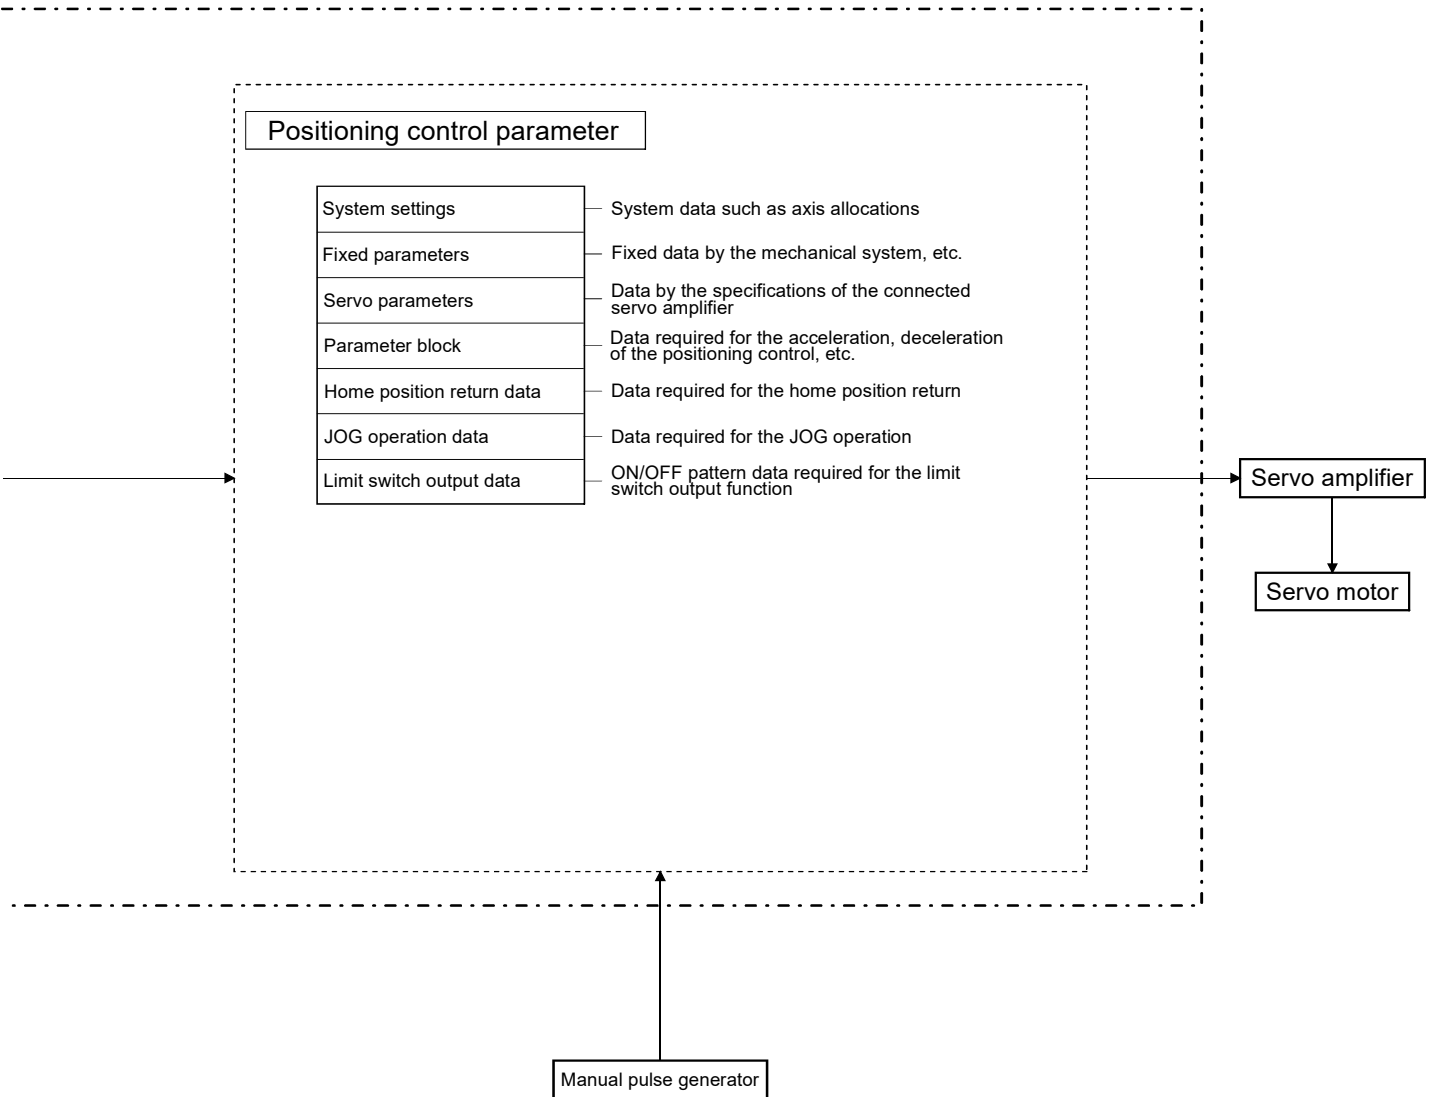 Positioning control parameter
System settings
System data such as axis allocations
Fixed parameters
Fixed data by the mechanical system, etc.
Servo parameters
Data by the specifications of the connected
servo amplifier
Parameter block
Data required for the acceleration, deceleration
of the positioning control, etc.
Home position return data
Data required for the home position return
JOG operation data
Data required for the JOG operation
Limit switch output data
ON/OFF pattern data required for the limit
switch output function
Servo amplifier
Servo motor
Manual pulse generator